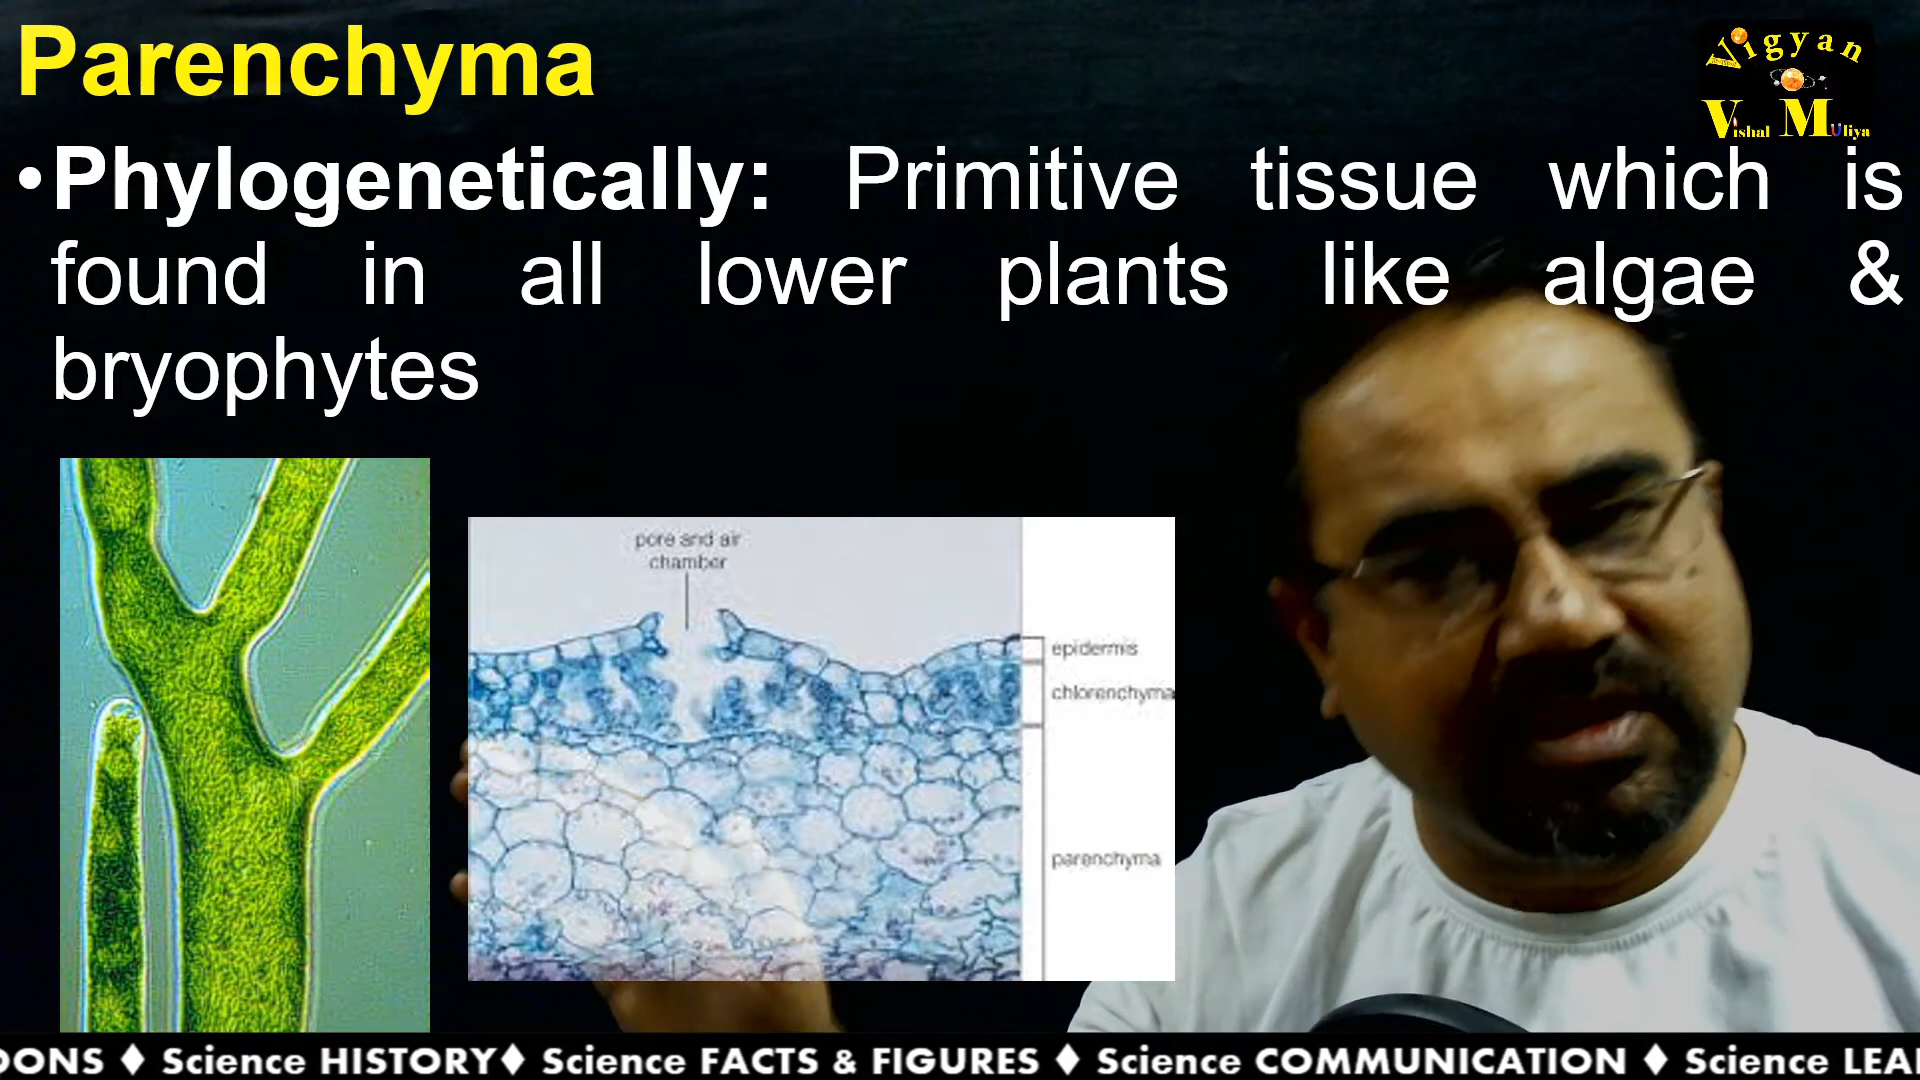 Parenchyma
Vigyan
Vishal Muliya
•Phylogenetically: Primitive tissue which is
found in all lower plants like algae &
bryophytes
pore and air
chamber
epidermis
chlorenchyma
parenchyma
OONS ♦ Science HISTORY♦ Science FACTS & FIGURES ♦ Science COMMUNICATION ♦ Science LEA